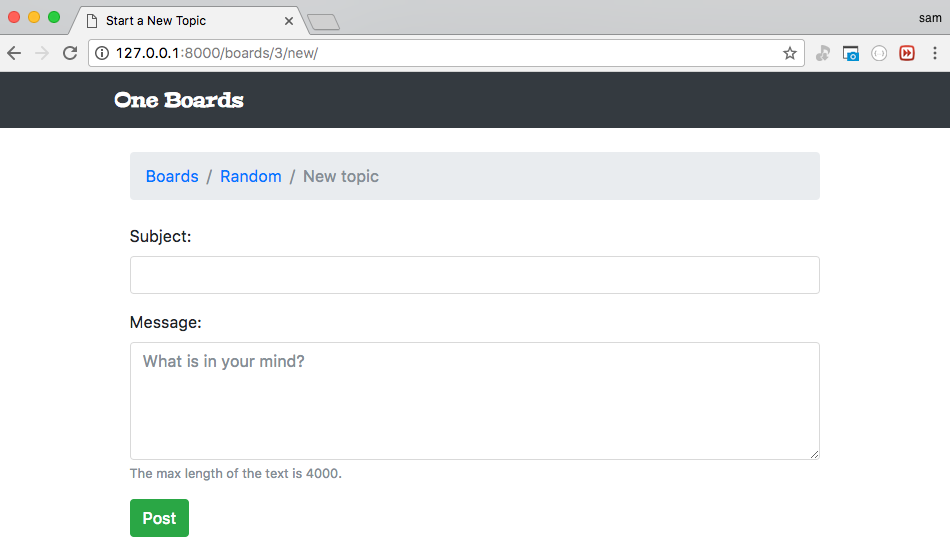 Start a New Topic
sam
127.0.0.1:8000/boards/3/new/
One Boards
Boards / Random / New topic
Subject:
Message:
What is in your mind?
The max length of the text is 4000.
Post